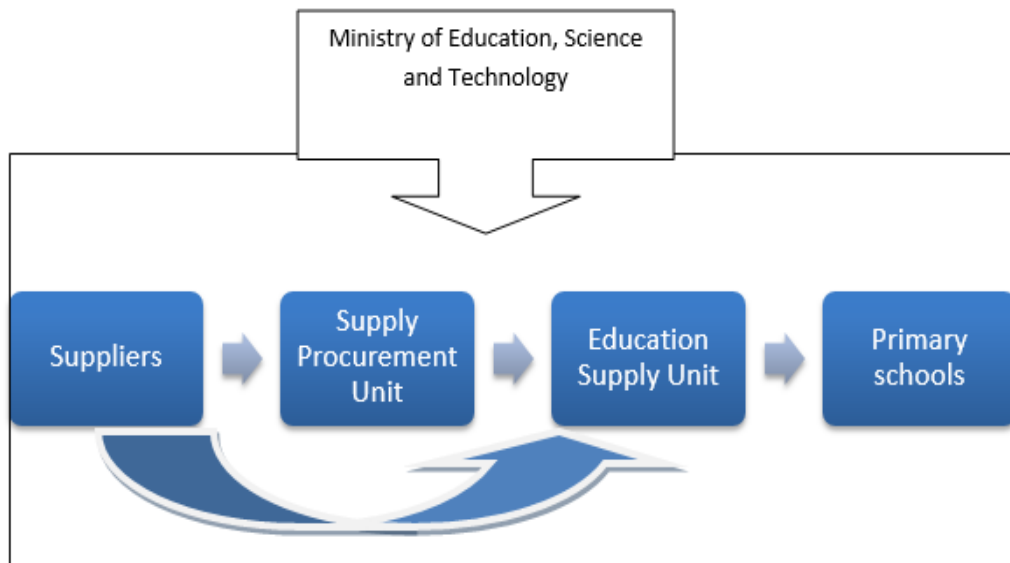 Ministry of Education, Science
and Technology
Suppliers
Supply
Procurement
Unit
Education
Supply Unit
Primary
schools